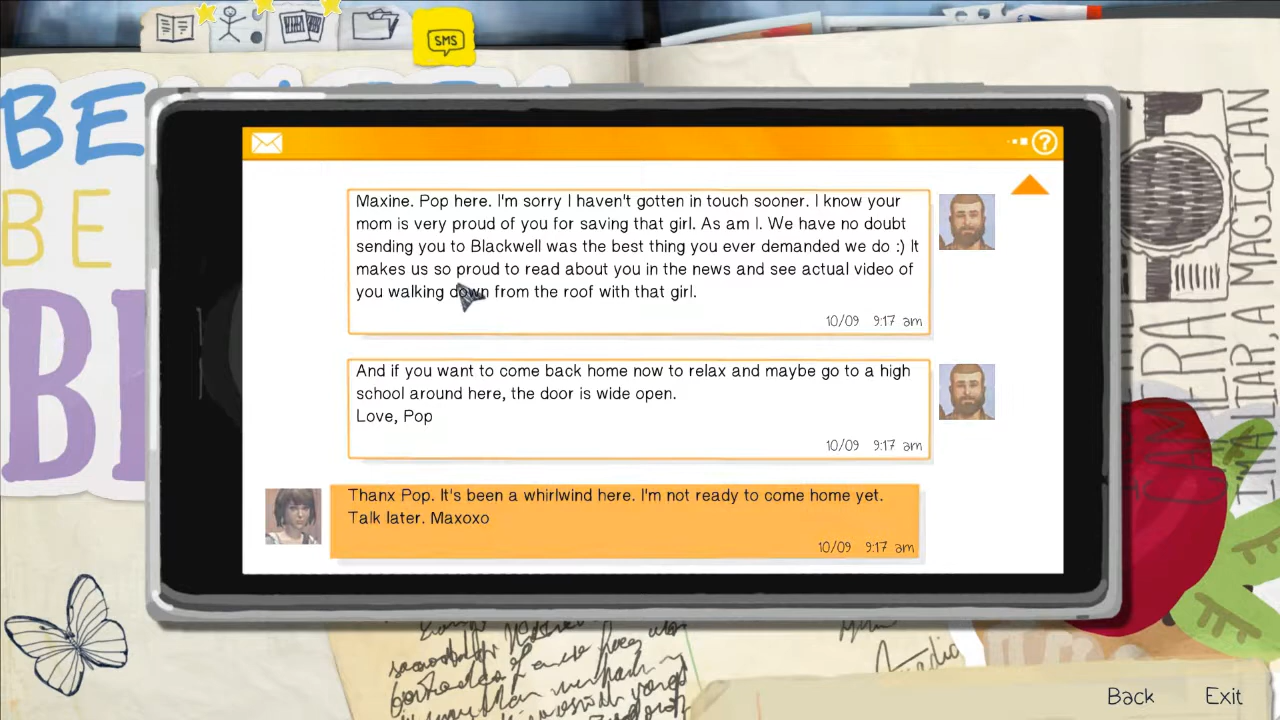 SMS
BE
BE
Maxine. Pop here. I'm sorry I haven't gotten in touch sooner. I know your
mom is very proud of you for saving that girl. As am I. We have no doubt
sending you to Blackwell was the best thing you ever demanded we do :) It
makes us so proud to read about you in the news and see actual video of
you walking down from the roof with that girl.
10/09 9:17 am
And if you want to come back home now to relax and maybe go to a high
school around here, the door is wide open.
Love, Pop
10/09 9:17 am
Thanx Pop. It's been a whirlwind here. I'm not ready to come home yet.
Talk later. Maxoxo
10/09 9:17 am
A MAGICIAN
Back Exit